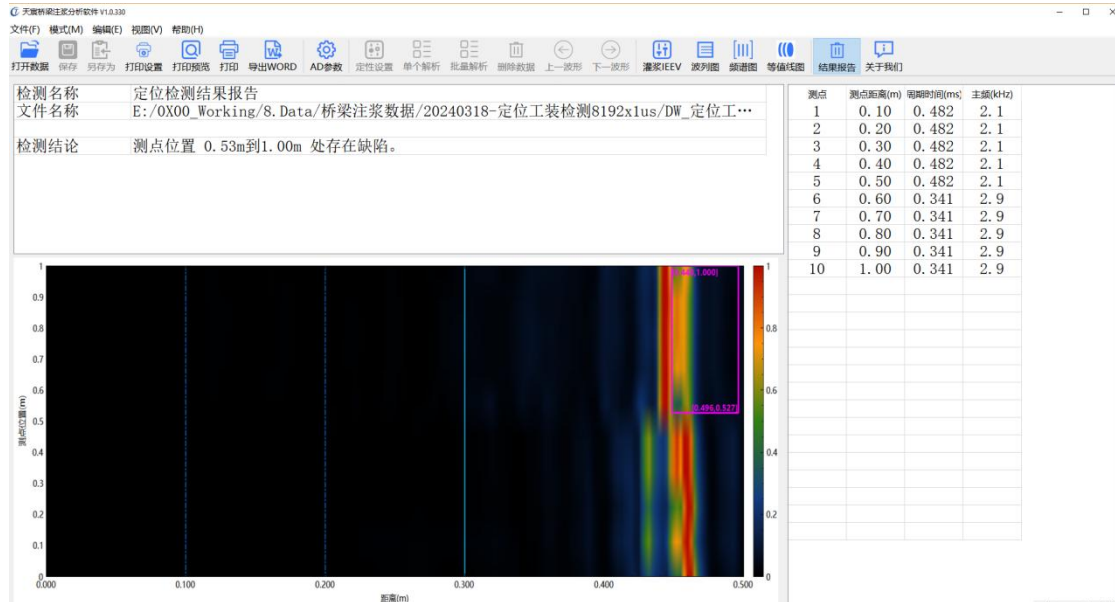 天宸桥梁注浆分析软件 V1.0.330
文件(F) 模式(M) 编辑(E) 视图(V) 帮助(H)
打开数据 保存 另存为 打印设置 打印预览 打印 导出WORD AD参数 定性设置 单个解析 批量解析 删除数据 上一波形 下一波形 灌浆IEEV 波列图 频谱图 等值线图 结果报告 关于我们
检测名称 定位检测结果报告
文件名称 E:/0X00_Working/8.Data/桥梁注浆数据/20240318-定位工装检测8192x1us/DW_定位工…
检测结论 测点位置 0.53m到1.00m 处存在缺陷。
测点 测点距离(m) 周期时间(ms) 主频(kHz)
1 0.10 0.482 2.1
2 0.20 0.482 2.1
3 0.30 0.482 2.1
4 0.40 0.482 2.1
5 0.50 0.482 2.1
6 0.60 0.341 2.9
7 0.70 0.341 2.9
8 0.80 0.341 2.9
9 0.90 0.341 2.9
10 1.00 0.341 2.9
测点位置(m)
1
0.9
0.8
0.7
0.6
0.5
0.4
0.3
0.2
0.1
0
1.000)
(0.496,0.527)
1
0.8
0.6
0.4
0.2
0
0.000 0.100 0.200 0.300 0.400 0.500
距离(m)